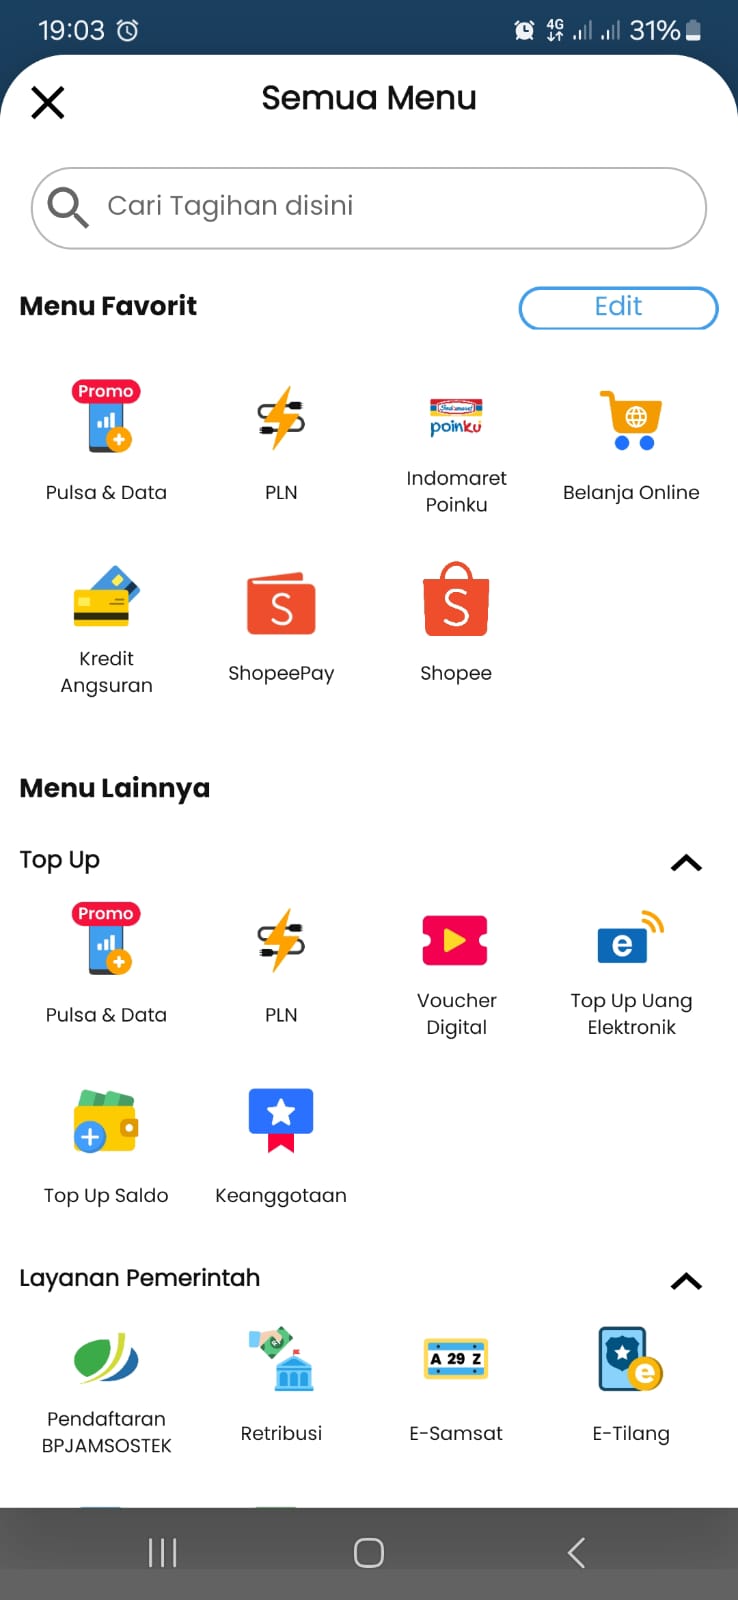 19:03
4G
31%
Semua Menu
Cari Tagihan disini
Menu Favorit
Edit
Promo
Pulsa & Data
PLN
Indomaret
poinku
Indomaret
Poinku
Belanja Online
Kredit
Angsuran
S
ShopeePay
S
Shopee
Menu Lainnya
Top Up
Promo
Pulsa & Data
PLN
Voucher
Digital
e
Top Up Uang
Elektronik
Top Up Saldo
Keanggotaan
Layanan Pemerintah
Pendaftaran
BPJAMSOSTEK
Retribusi
A 29 Z
E-Samsat
e
E-Tilang